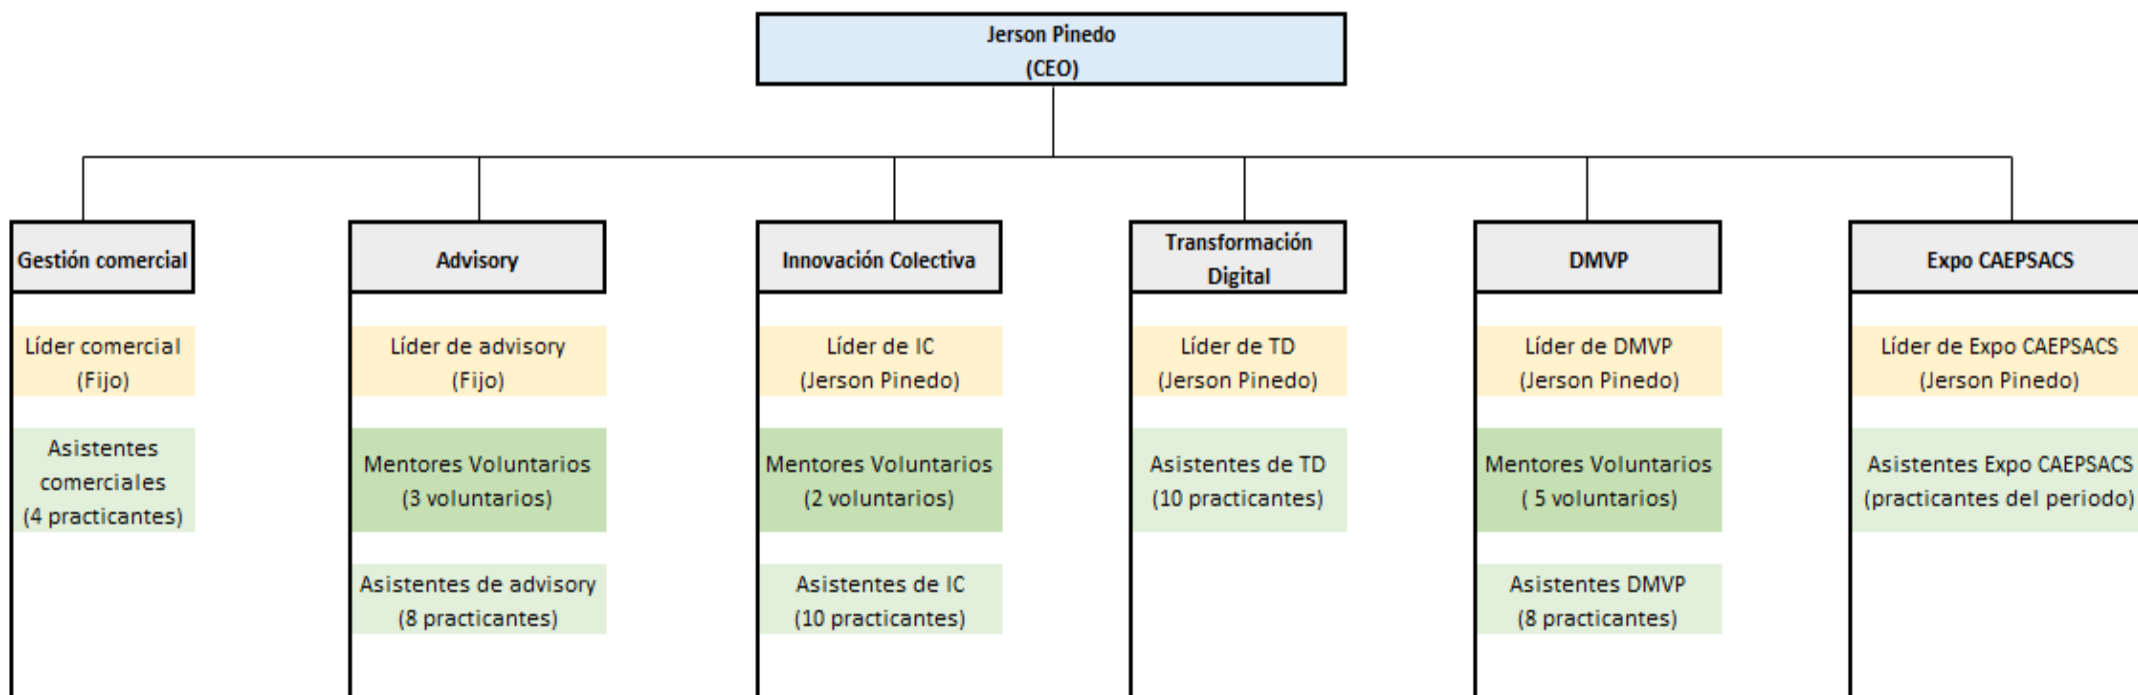 Jerson Pinedo
(CEO)
Gestión comercial
Líder comercial
(Fijo)
Asistentes
comerciales
(4 practicantes)
Advisory
Líder de advisory
(Fijo)
Mentores Voluntarios
(3 voluntarios)
Asistentes de advisory
(8 practicantes)
Innovación Colectiva
Líder de IC
(Jerson Pinedo)
Mentores Voluntarios
(2 voluntarios)
Asistentes de IC
(10 practicantes)
Transformación
Digital
Líder de TD
(Jerson Pinedo)
Asistentes de TD
(10 practicantes)
DMVP
Líder de DMVP
(Jerson Pinedo)
Mentores Voluntarios
( 5 voluntarios)
Asistentes DMVP
(8 practicantes)
Expo CAEPSACS
Líder de Expo CAEPSACS
(Jerson Pinedo)
Asistentes Expo CAEPSACS
(practicantes del periodo)